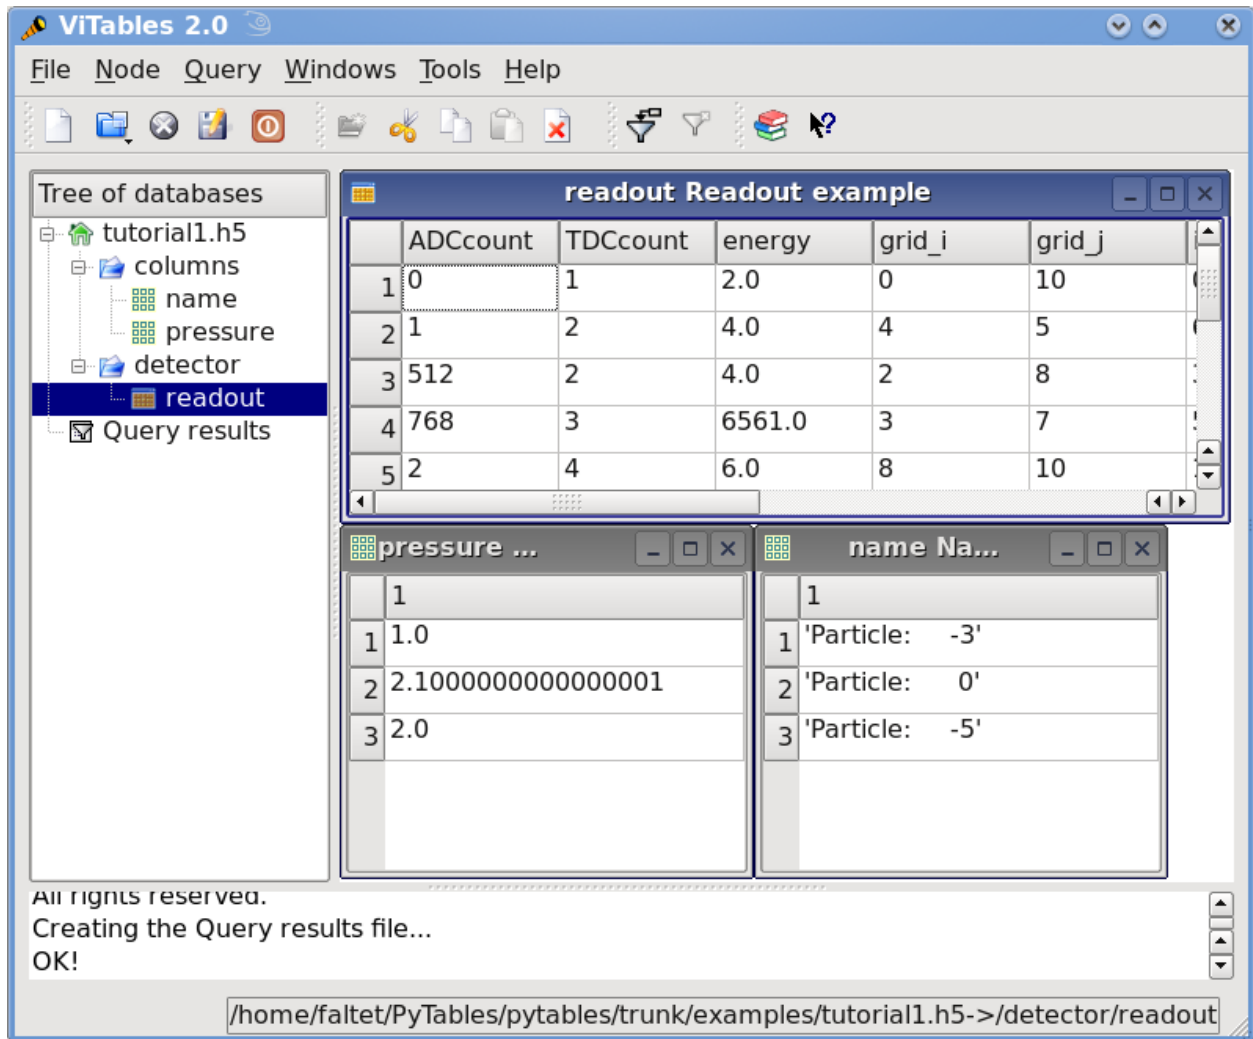 ViTables 2.0
File Node Query Windows Tools Help
Tree of databases
tutorial1.h5
columns
name
pressure
detector
readout
Query results
readout Readout example
ADCcount TDCcount energy grid_i grid_j
1 0 1 2.0 0 10
2 1 2 4.0 4 5
3 512 2 4.0 2 8
4 768 3 6561.0 3 7
5 2 4 6.0 8 10
pressure ...
1
1 1.0
2 2.1000000000000001
3 2.0
name Na...
1
1 'Particle:     -3'
2 'Particle:      0'
3 'Particle:     -5'
All rights reserved.
Creating the Query results file...
OK!
/home/faltet/PyTables/pytables/trunk/examples/tutorial1.h5->/detector/readout